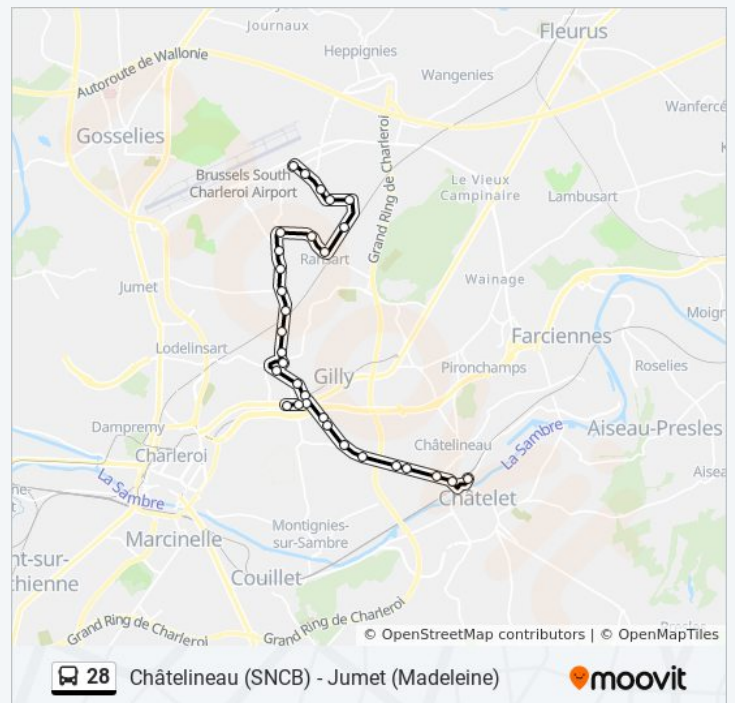 Journaux
Fleurus
Heppignies
Autoroute de Wallonie
Wangenies
Wanfercé
Gosselies
Grand Ring de Charleroi
Brussels South
Charleroi Airport
Le Vieux
Campinaire
Lambusart
Ransart
Wainage
Jumet
Moign
Farciennes
Lodelinsart
Roselies
Gilly
Pironchamps
Dampremy
Châtelineau
La Sambre
Aiseau-Presles
Charleroi
Aisea
La Sambre
Châtelet
Montignies-
sur-Sambre
Marcinelle
nt-sur-
chienne
Couillet
Grand Ring de Charleroi
Grand Ring de Charleroi
© OpenStreetMap contributors | © OpenMapTiles
28 Châtelineau (SNCB) - Jumet (Madeleine)
moovit